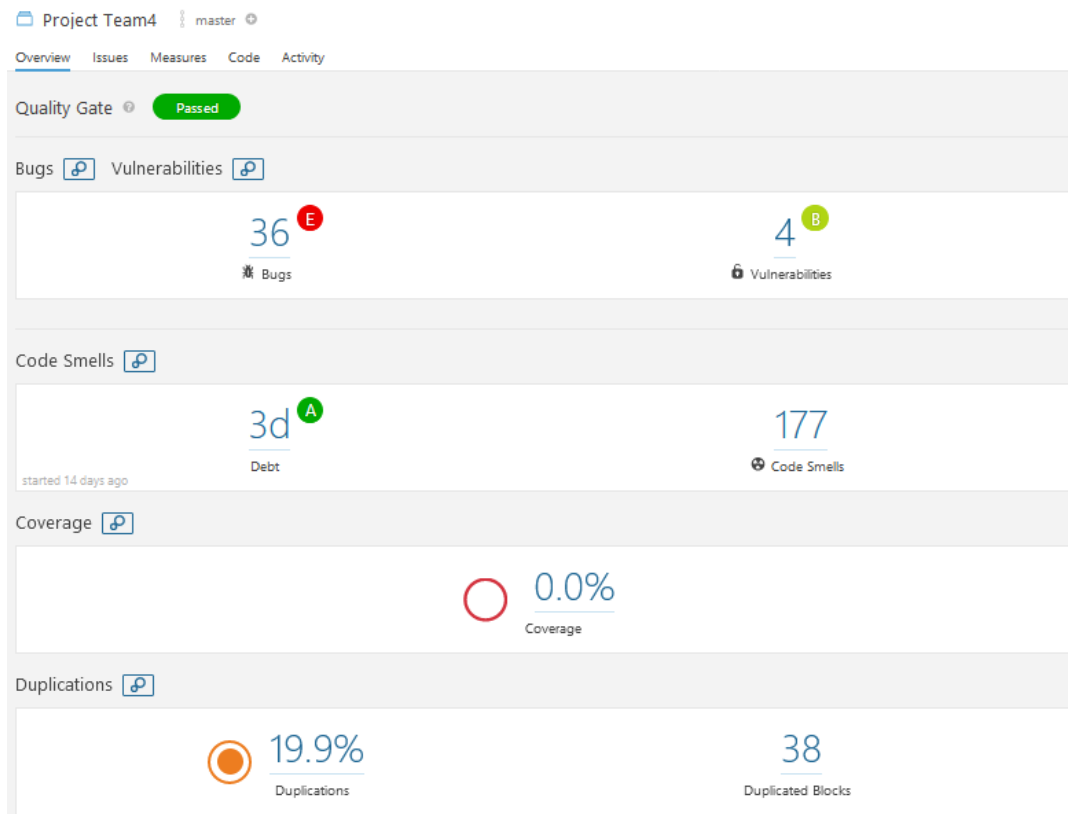 Project Team4 master
Overview Issues Measures Code Activity
Quality Gate ? Passed
Bugs Vulnerabilities
36 E 4 B
Bugs Vulnerabilities
Code Smells
3d A 177
Debt Code Smells
started 14 days ago
Coverage
0.0%
Coverage
Duplications
19.9% 38
Duplications Duplicated Blocks